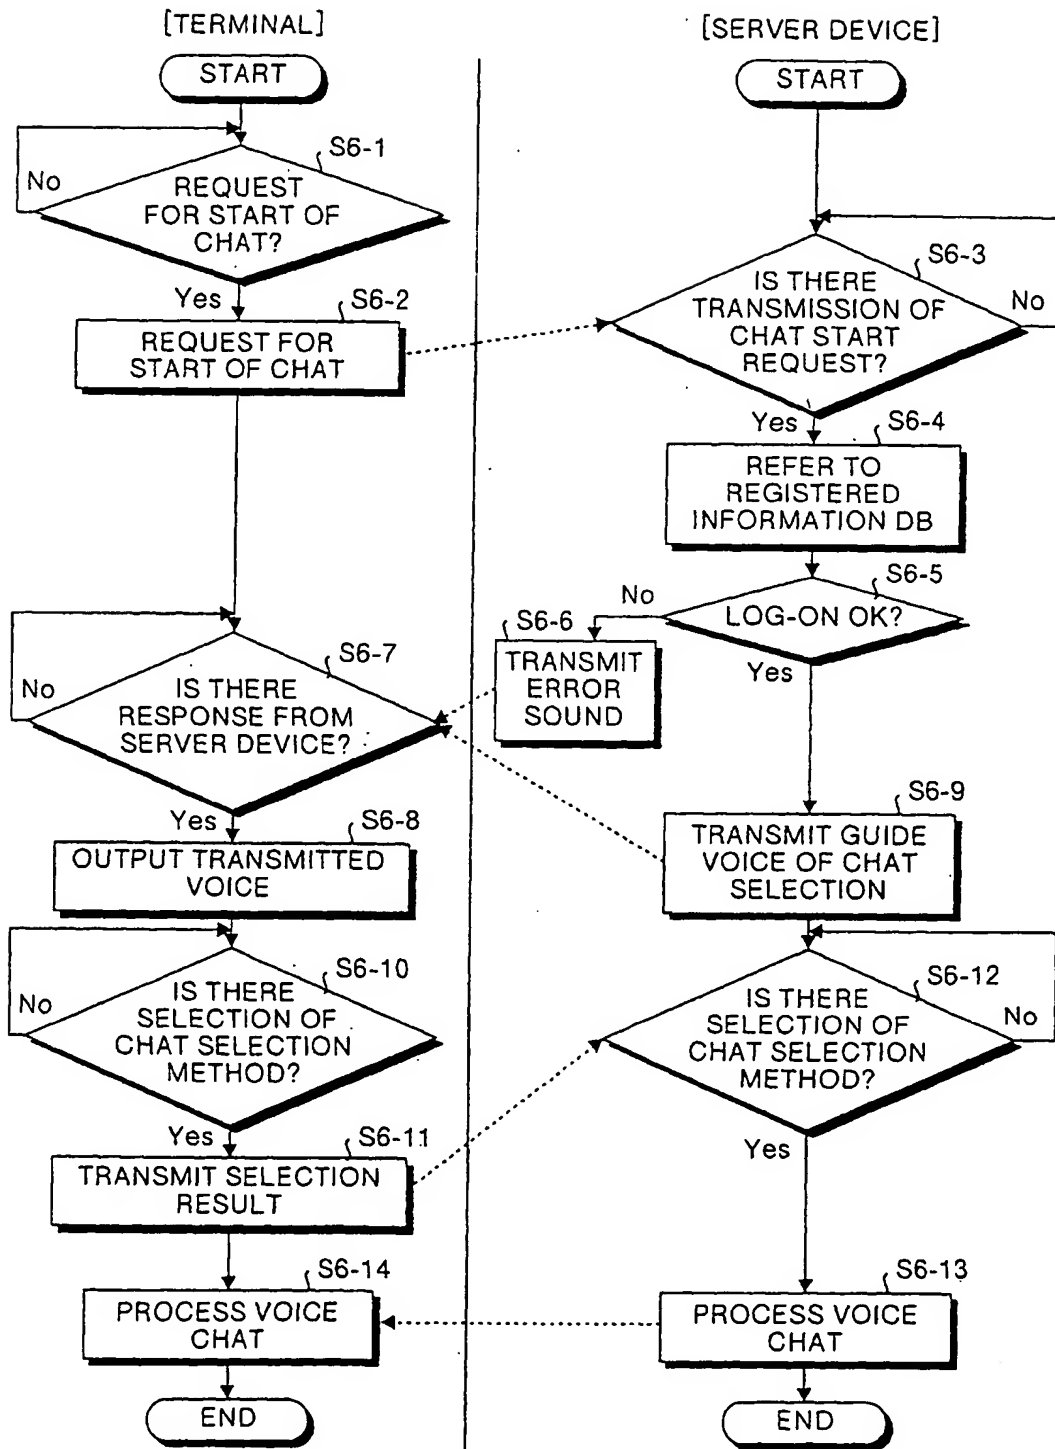 [TERMINAL]
START
S6-1
No
REQUEST
FOR START OF
CHAT?
Yes
S6-2
REQUEST FOR
START OF CHAT
S6-7
No
IS THERE
RESPONSE FROM
SERVER DEVICE?
Yes
S6-8
OUTPUT TRANSMITTED
VOICE
S6-10
No
IS THERE
SELECTION OF
CHAT SELECTION
METHOD?
Yes
S6-11
TRANSMIT SELECTION
RESULT
S6-14
PROCESS VOICE
CHAT
END
[SERVER DEVICE]
START
S6-3
IS THERE
TRANSMISSION OF
CHAT START
REQUEST?
No
Yes
S6-4
REFER TO
REGISTERED
INFORMATION DB
S6-5
No
LOG-ON OK?
S6-6
TRANSMIT
ERROR
SOUND
Yes
S6-9
TRANSMIT GUIDE
VOICE OF CHAT
SELECTION
S6-12
IS THERE
SELECTION OF
CHAT SELECTION
METHOD?
No
Yes
S6-13
PROCESS VOICE
CHAT
END